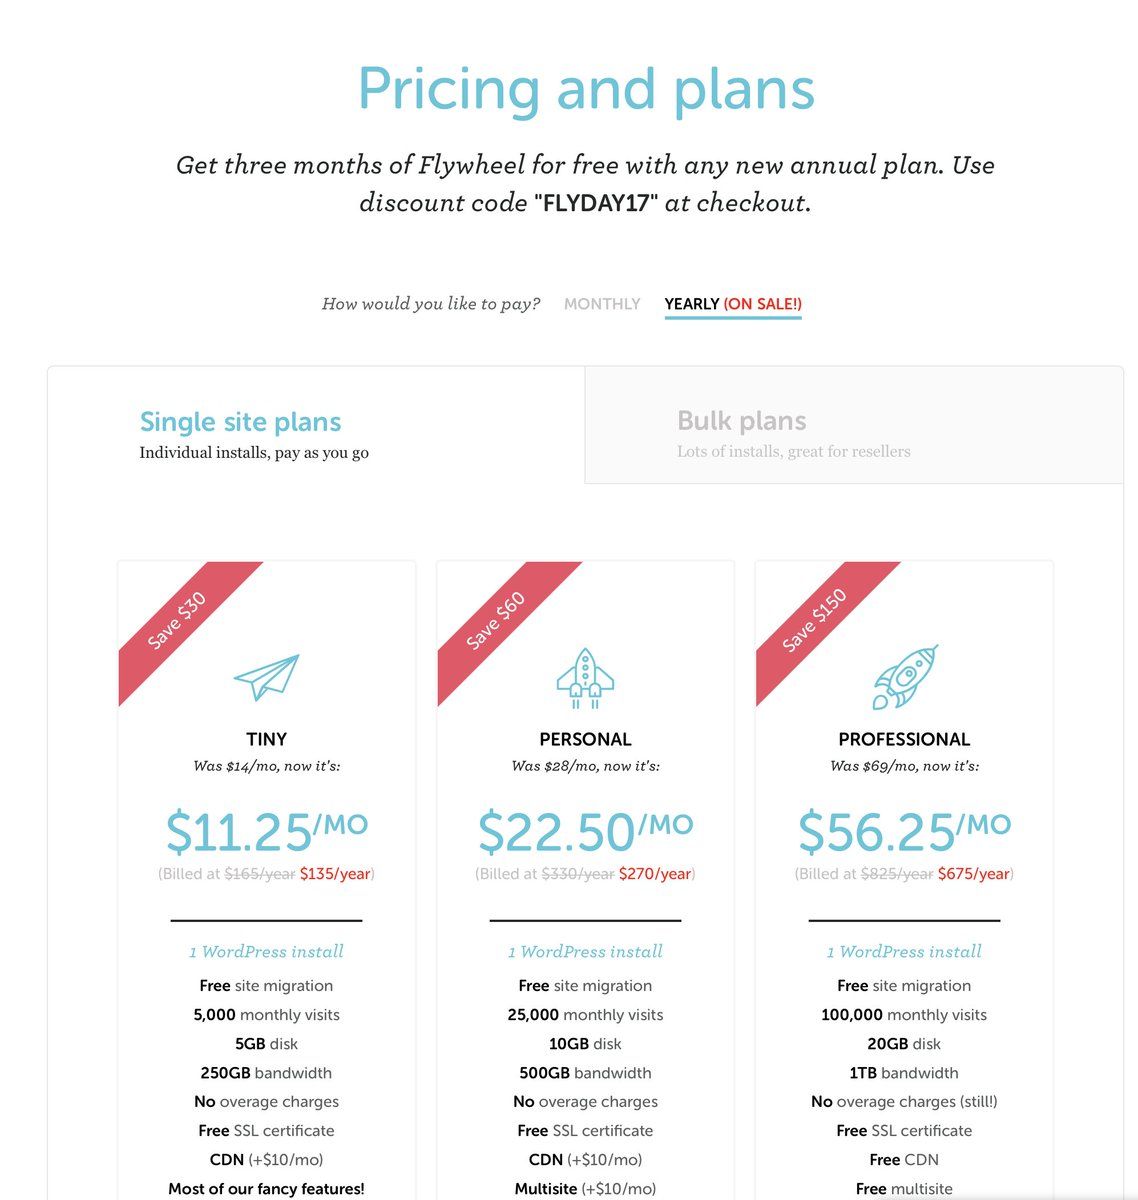 Pricing and plans
Get three months of Flywheel for free with any new annual plan. Use
discount code "FLYDAY17" at checkout.
How would you like to pay? MONTHLY YEARLY (ON SALE!)
Single site plans
Individual installs, pay as you go
Bulk plans
Lots of installs, great for resellers
Save $30
TINY
Was $14/mo, now it's:
$11.25/MO
(Billed at $165/year $135/year)
1 WordPress install
Free site migration
5,000 monthly visits
5GB disk
250GB bandwidth
No overage charges
Free SSL certificate
CDN (+$10/mo)
Most of our fancy features!
Save $60
PERSONAL
Was $28/mo, now it's:
$22.50/MO
(Billed at $330/year $270/year)
1 WordPress install
Free site migration
25,000 monthly visits
10GB disk
500GB bandwidth
No overage charges
Free SSL certificate
CDN (+$10/mo)
Multisite (+$10/mo)
Save $150
PROFESSIONAL
Was $69/mo, now it's:
$56.25/MO
(Billed at $825/year $675/year)
1 WordPress install
Free site migration
100,000 monthly visits
20GB disk
1TB bandwidth
No overage charges (still!)
Free SSL certificate
Free CDN
Free multisite